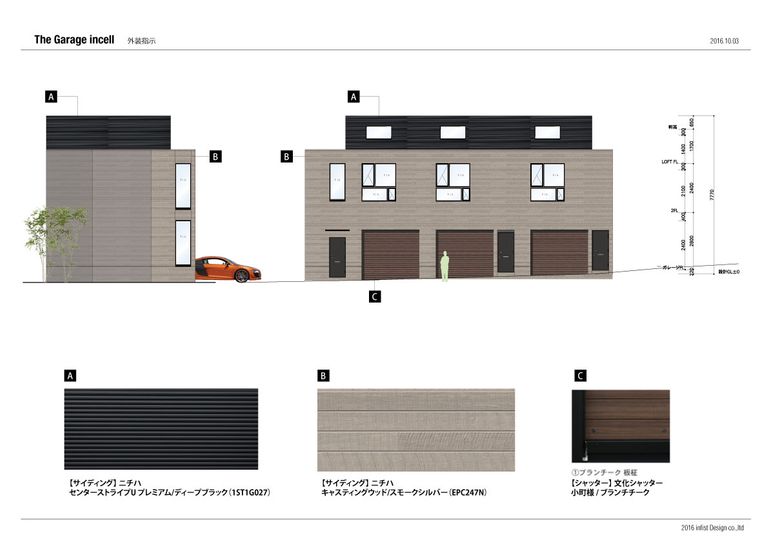 The Garage incell 外装指示
2016.10.03
A
A
B
B
C
軒高
LOFT FL
2FL
ガレージFL
設計GL±0
650
200
1400
1700
200
2100
2400
200
2400
2600
220
7770
A
B
C
【サイディング】ニチハ
センターストライプU プレミアム/ディープブラック(1ST1G027)
【サイディング】ニチハ
キャスティングウッド/スモークシルバー(EPC247N)
①ブランチーク 板柾
【シャッター】文化シャッター
小町様 / ブランチチーク
2016 infist Design co.,ltd